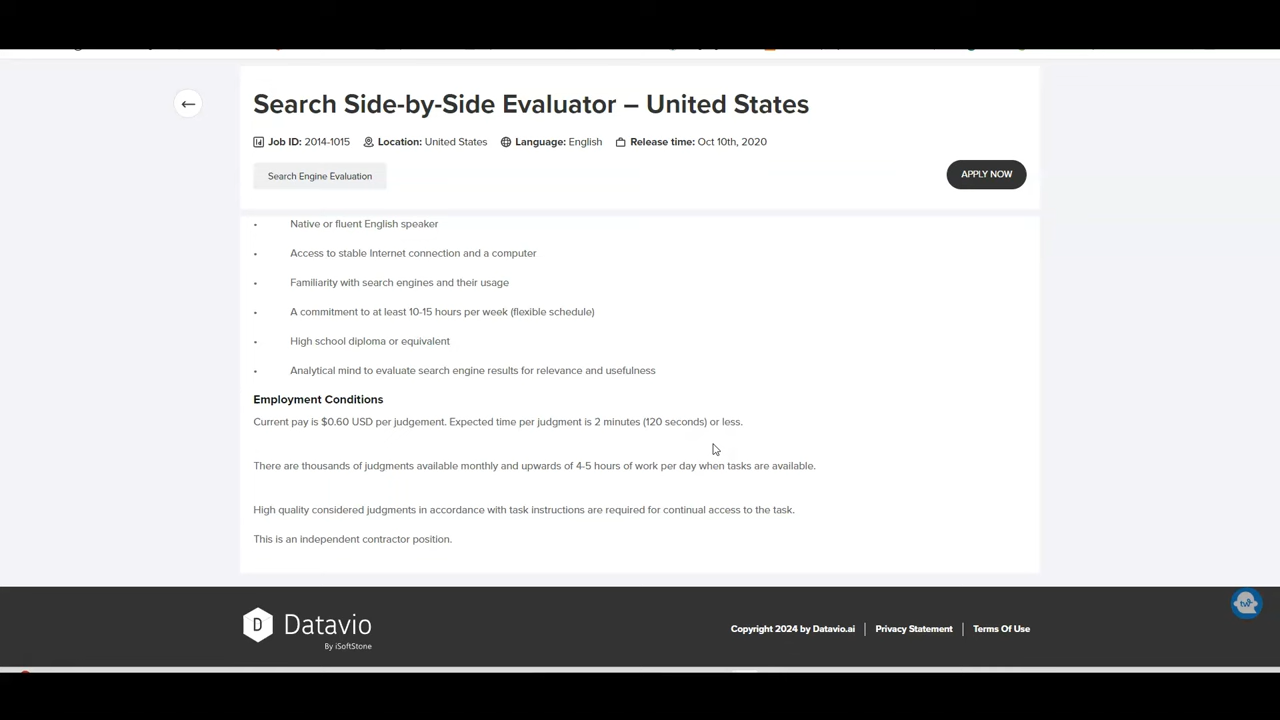 Search Side-by-Side Evaluator – United States
Job ID: 2014-1015 Location: United States Language: English Release time: Oct 10th, 2020
Search Engine Evaluation
APPLY NOW
• Native or fluent English speaker
• Access to stable Internet connection and a computer
• Familiarity with search engines and their usage
• A commitment to at least 10-15 hours per week (flexible schedule)
• High school diploma or equivalent
• Analytical mind to evaluate search engine results for relevance and usefulness
Employment Conditions
Current pay is $0.60 USD per judgement. Expected time per judgment is 2 minutes (120 seconds) or less.
There are thousands of judgments available monthly and upwards of 4-5 hours of work per day when tasks are available.
High quality considered judgments in accordance with task instructions are required for continual access to the task.
This is an independent contractor position.
D Datavio
By iSoftStone
Copyright 2024 by Datavio.ai
Privacy Statement
Terms Of Use